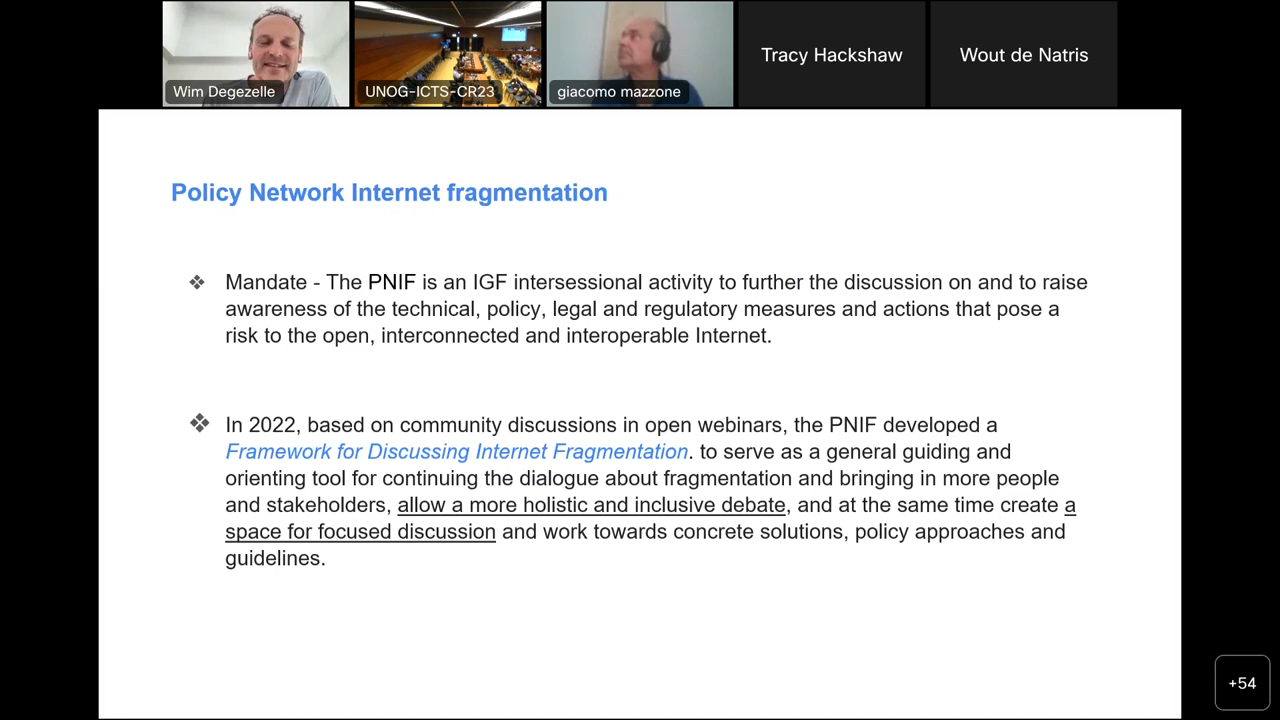 Wim Degezelle
UNOG-ICTS-CR23
giacomo mazzone
Tracy Hackshaw
Wout de Natris
Policy Network Internet fragmentation
❖ Mandate - The PNIF is an IGF intersessional activity to further the discussion on and to raise
awareness of the technical, policy, legal and regulatory measures and actions that pose a
risk to the open, interconnected and interoperable Internet.
❖ In 2022, based on community discussions in open webinars, the PNIF developed a
Framework for Discussing Internet Fragmentation. to serve as a general guiding and
orienting tool for continuing the dialogue about fragmentation and bringing in more people
and stakeholders, allow a more holistic and inclusive debate, and at the same time create a
space for focused discussion and work towards concrete solutions, policy approaches and
guidelines.
+54